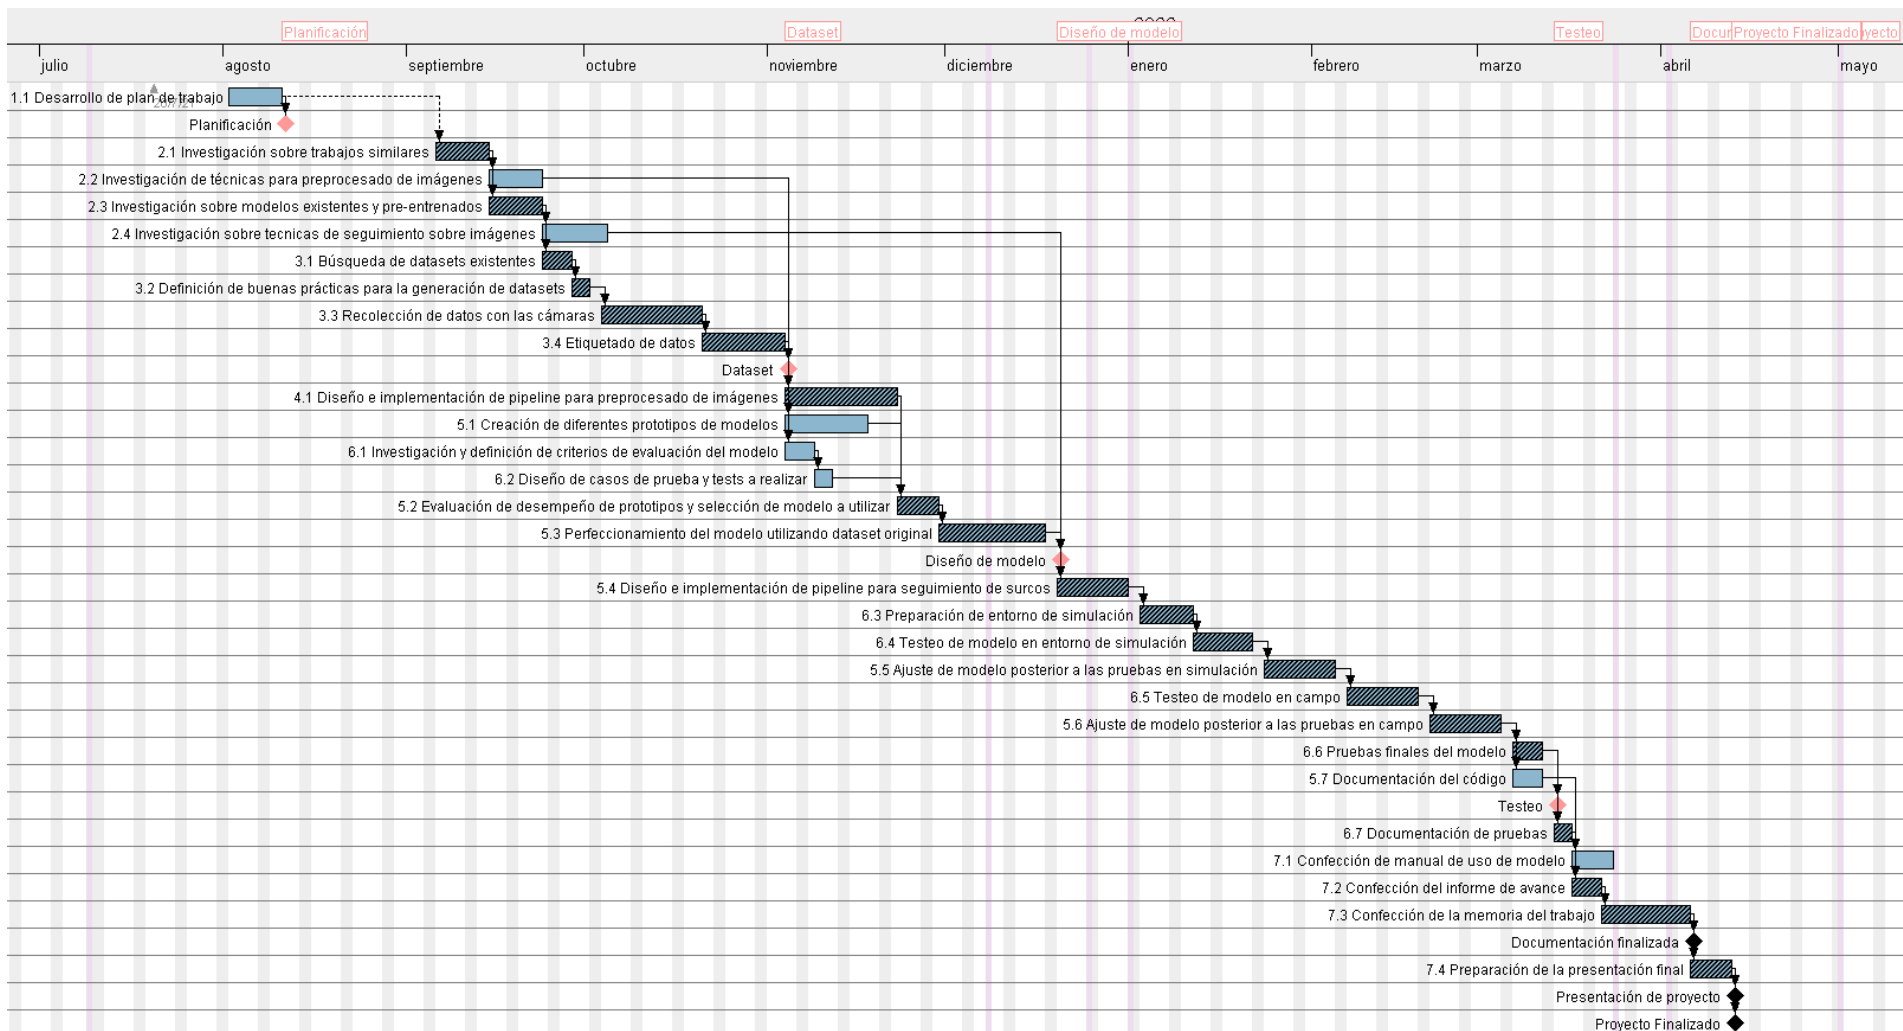 2022
Planificación
Dataset
Diseño de modelo
Testeo
Docur
Proyecto Finalizado
yecto
julio
agosto
septiembre
octubre
noviembre
diciembre
enero
febrero
marzo
abril
mayo
1.1 Desarrollo de plan de trabajo
Planificación
2.1 Investigación sobre trabajos similares
2.2 Investigación de técnicas para preprocesado de imágenes
2.3 Investigación sobre modelos existentes y pre-entrenados
2.4 Investigación sobre tecnicas de seguimiento sobre imágenes
3.1 Búsqueda de datasets existentes
3.2 Definición de buenas prácticas para la generación de datasets
3.3 Recolección de datos con las cámaras
3.4 Etiquetado de datos
Dataset
4.1 Diseño e implementación de pipeline para preprocesado de imágenes
5.1 Creación de diferentes prototipos de modelos
6.1 Investigación y definición de criterios de evaluación del modelo
6.2 Diseño de casos de prueba y tests a realizar
5.2 Evaluación de desempeño de prototipos y selección de modelo a utilizar
5.3 Perfeccionamiento del modelo utilizando dataset original
Diseño de modelo
5.4 Diseño e implementación de pipeline para seguimiento de surcos
6.3 Preparación de entorno de simulación
6.4 Testeo de modelo en entorno de simulación
5.5 Ajuste de modelo posterior a las pruebas en simulación
6.5 Testeo de modelo en campo
5.6 Ajuste de modelo posterior a las pruebas en campo
6.6 Pruebas finales del modelo
5.7 Documentación del código
Testeo
6.7 Documentación de pruebas
7.1 Confección de manual de uso de modelo
7.2 Confección del informe de avance
7.3 Confección de la memoria del trabajo
Documentación finalizada
7.4 Preparación de la presentación final
Presentación de proyecto
Proyecto Finalizado